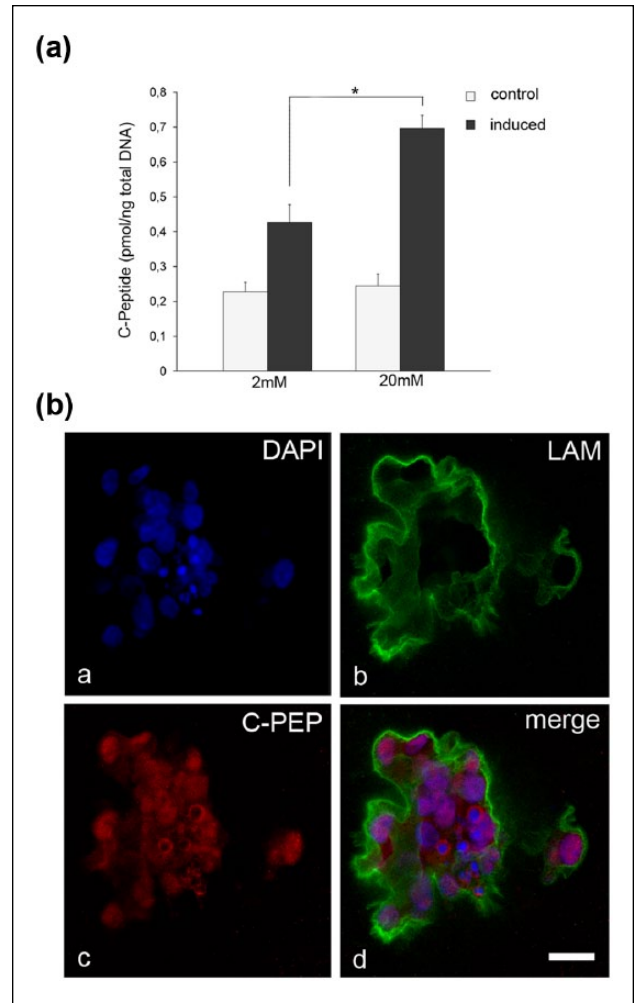 (a)
C-Peptide (pmol/ng total DNA)
0,8
0,7
0,6
0,5
0,4
0,3
0,2
0,1
0
*
control
induced
2mM
20mM
(b)
DAPI
a
LAM
b
C-PEP
c
merge
d